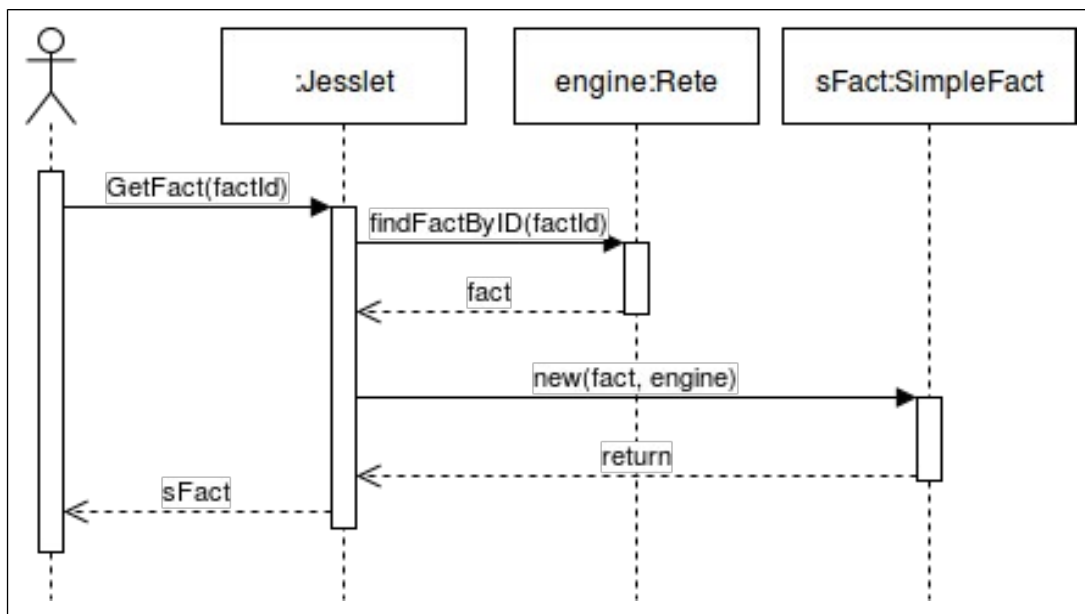 :Jesslet
engine:Rete
sFact:SimpleFact
GetFact(factId)
findFactByID(factId)
fact
new(fact, engine)
return
sFact